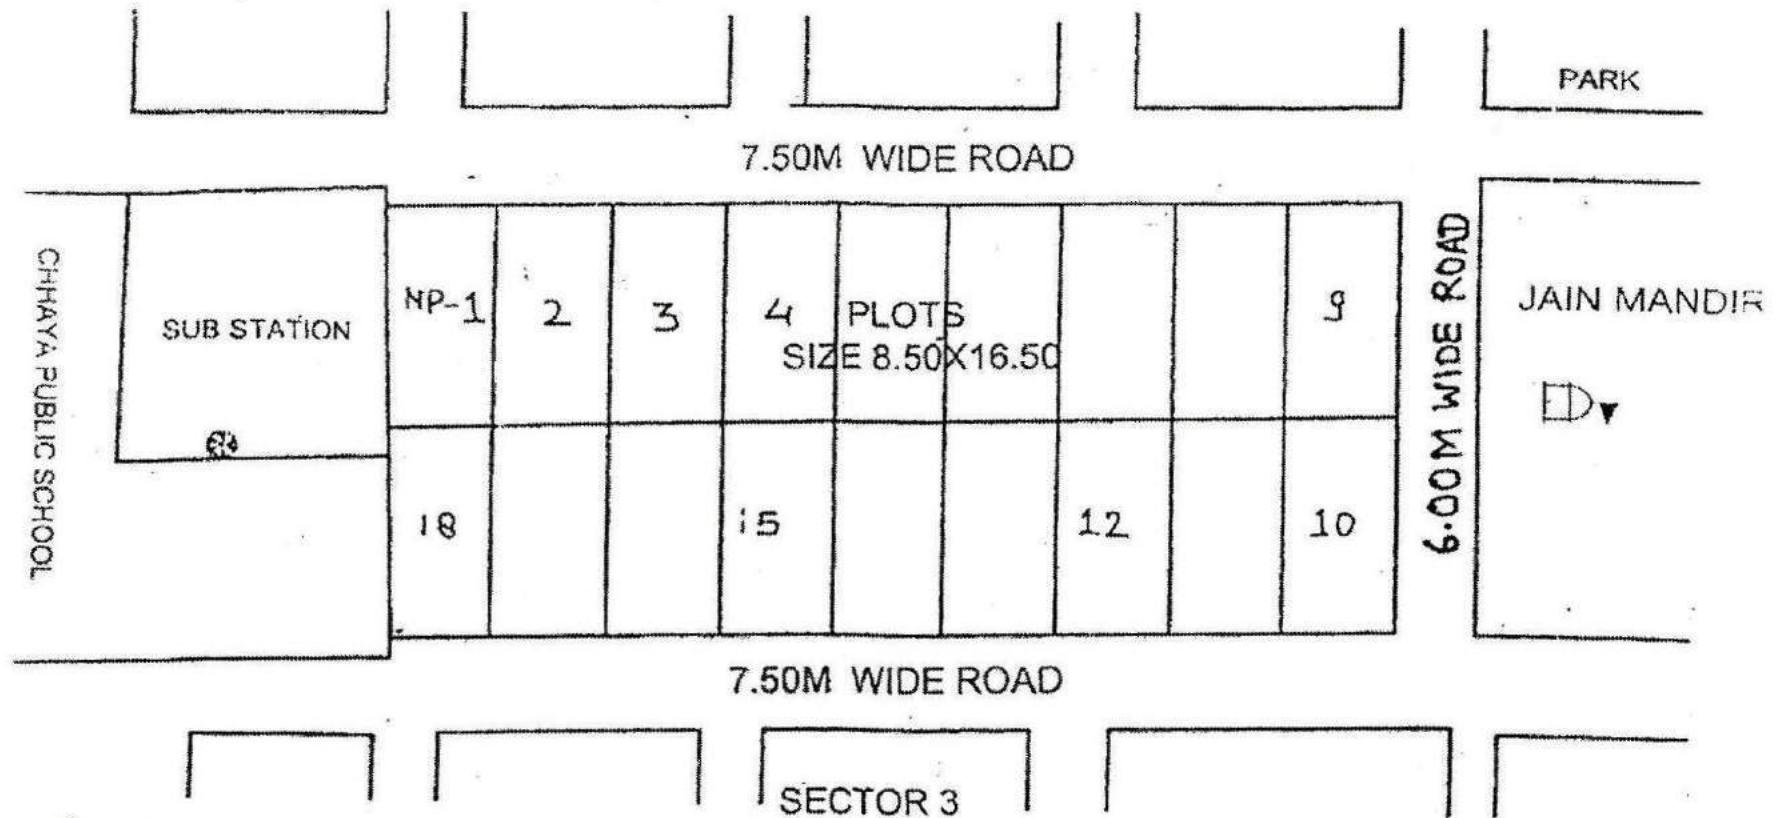 PARK
7.50M WIDE ROAD
CHHAYA PUBLIC SCHOOL
SUB STATION
NP-1
2
3
4
PLOTS
SIZE 8.50X16.50
9
6.00M WIDE ROAD
JAIN MANDIR
18
15
12
10
7.50M WIDE ROAD
SECTOR 3